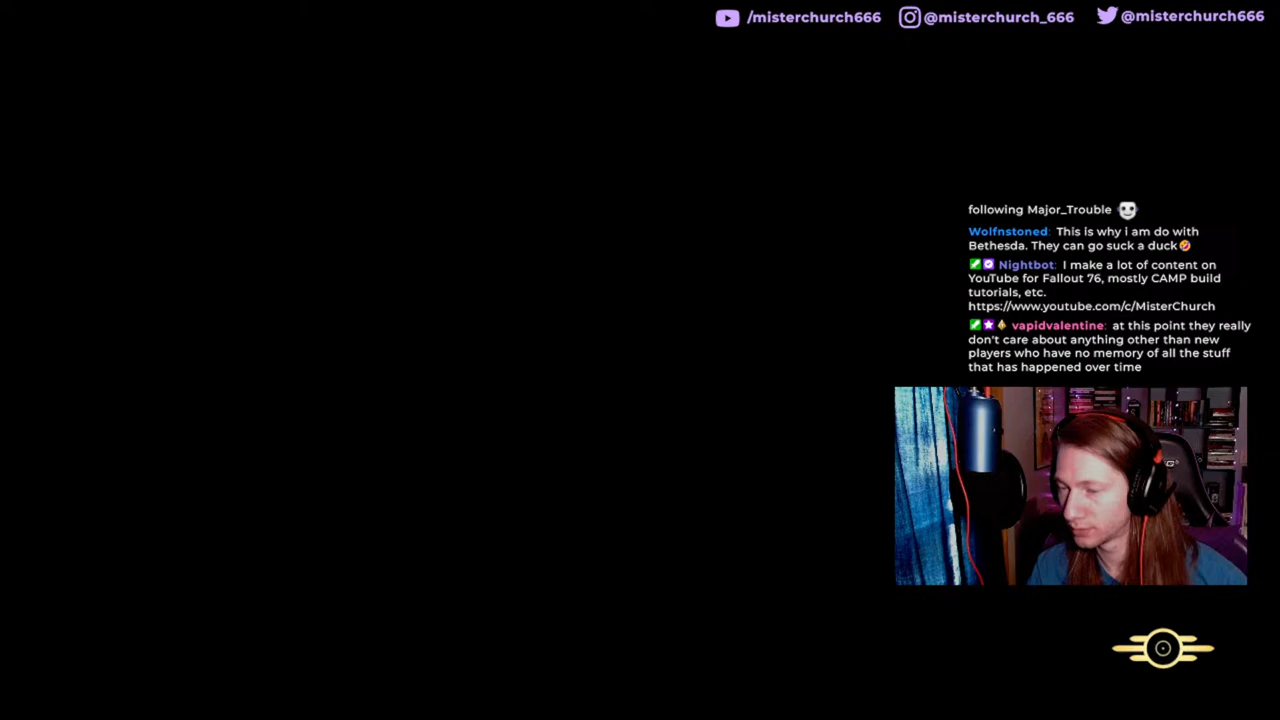 /misterchurch666 @misterchurch_666 @misterchurch666
following Major_Trouble
Wolfnstoned: This is why i am do with
Bethesda. They can go suck a duck🤣
Nightbot: I make a lot of content on
YouTube for Fallout 76, mostly CAMP build
tutorials, etc.
https://www.youtube.com/c/MisterChurch
vapidvalentine: at this point they really
don't care about anything other than new
players who have no memory of all the stuff
that has happened over time